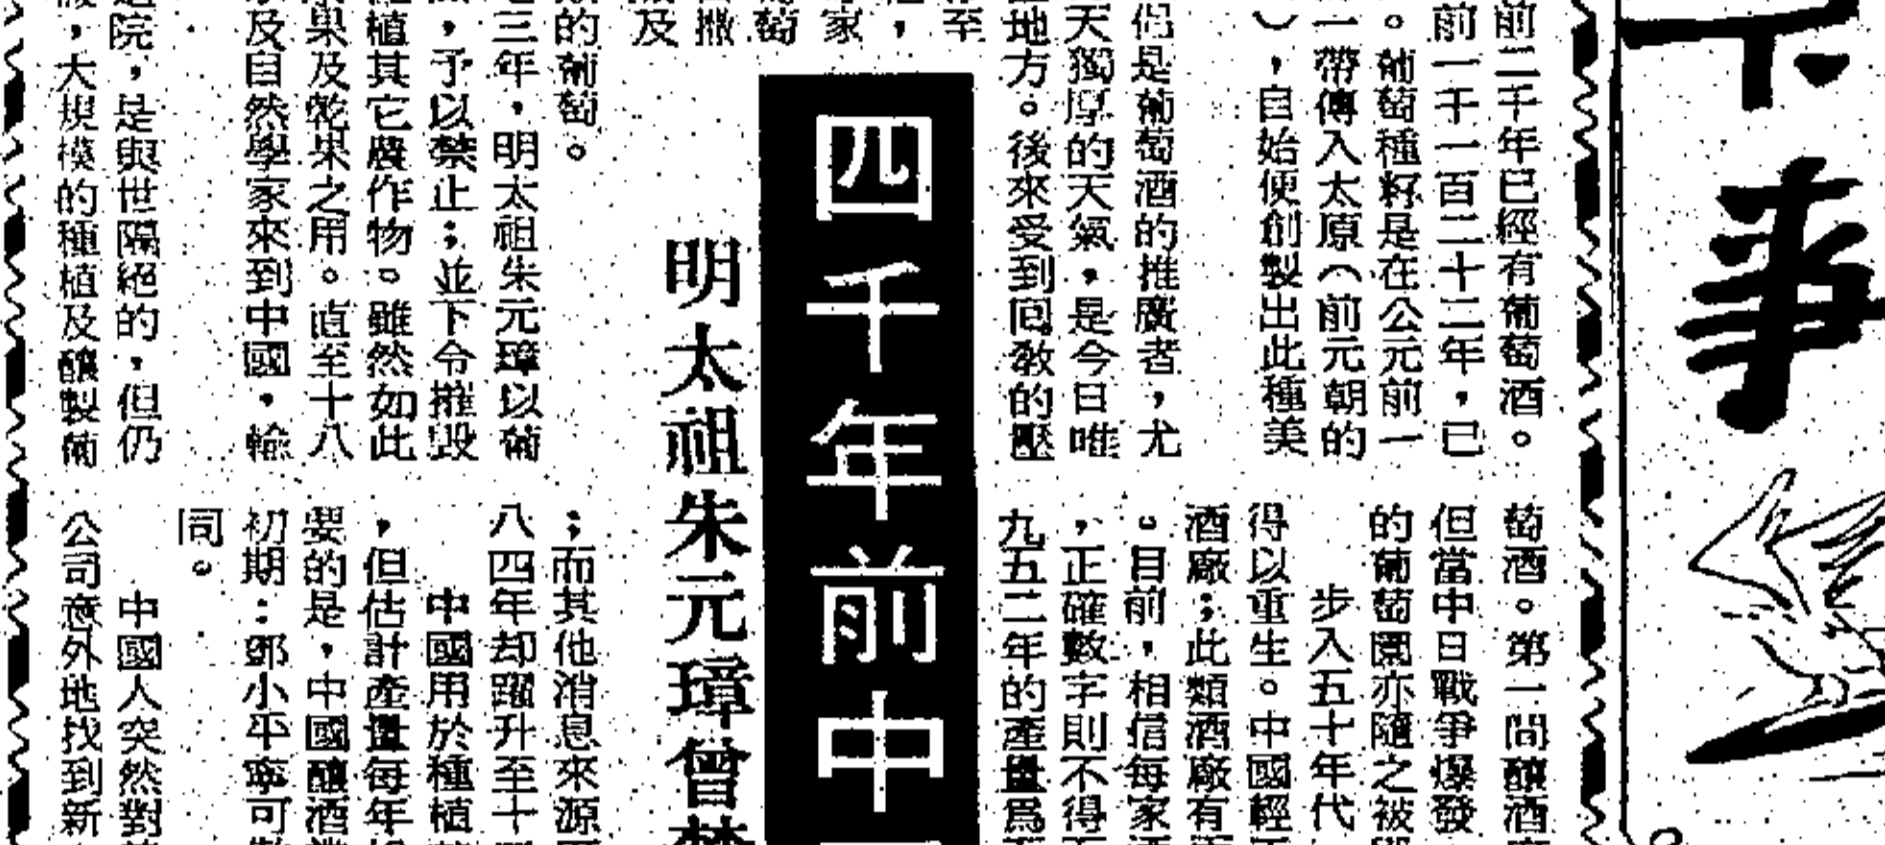 事
前二千年已經有葡萄酒。
前一千一百二十二年，已
。葡萄種籽是在公元前一
一帶傳入太原（前元朝的
），自始便創製出此種美
侶是葡萄酒的推廣者，尤
天獨厚的天氣，是今日唯
地方。後來受到回教的壓
至
，
家
萄
撒
及
四千年前中
明太祖朱元璋曾禁
的葡萄。
三年，明太祖朱元璋以葡
，予以禁止；並下令摧毀
植其它農作物。雖然如此
果及乾果之用。直至十八
及自然學家來到中國，輸
院，是與世隔絕的，但仍
，大規模的種植及釀製葡
萄酒。第一間釀酒
但當中日戰爭爆發
的葡萄園亦隨之被
步入五十年代
得以重生。中國輕
酒廠；此類酒廠有
。目前，相信每家
，正確數字則不得
九五二年的產量爲
；而其他消息來源
八四年却躍升至十
中國用於種植
，但估計產量每年
要的是，中國釀酒
初期：鄧小平寧可
同。
中國人突然對
公司意外地找到新